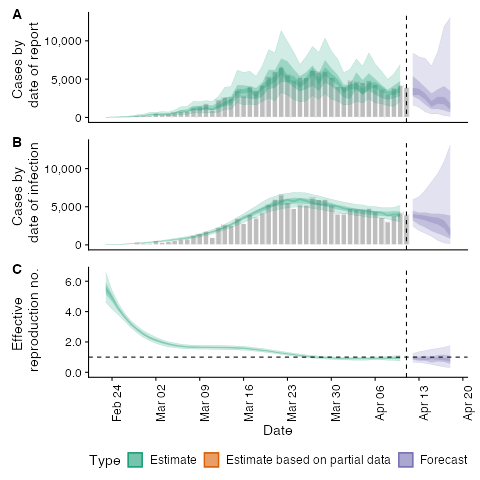 A
Cases by
date of report
10,000
5,000
0
B
Cases by
date of infection
10,000
5,000
0
C
Effective
reproduction no.
6.0
4.0
2.0
0.0
Feb 24
Mar 02
Mar 09
Mar 16
Mar 23
Mar 30
Apr 06
Apr 13
Apr 20
Date
Type Estimate Estimate based on partial data Forecast